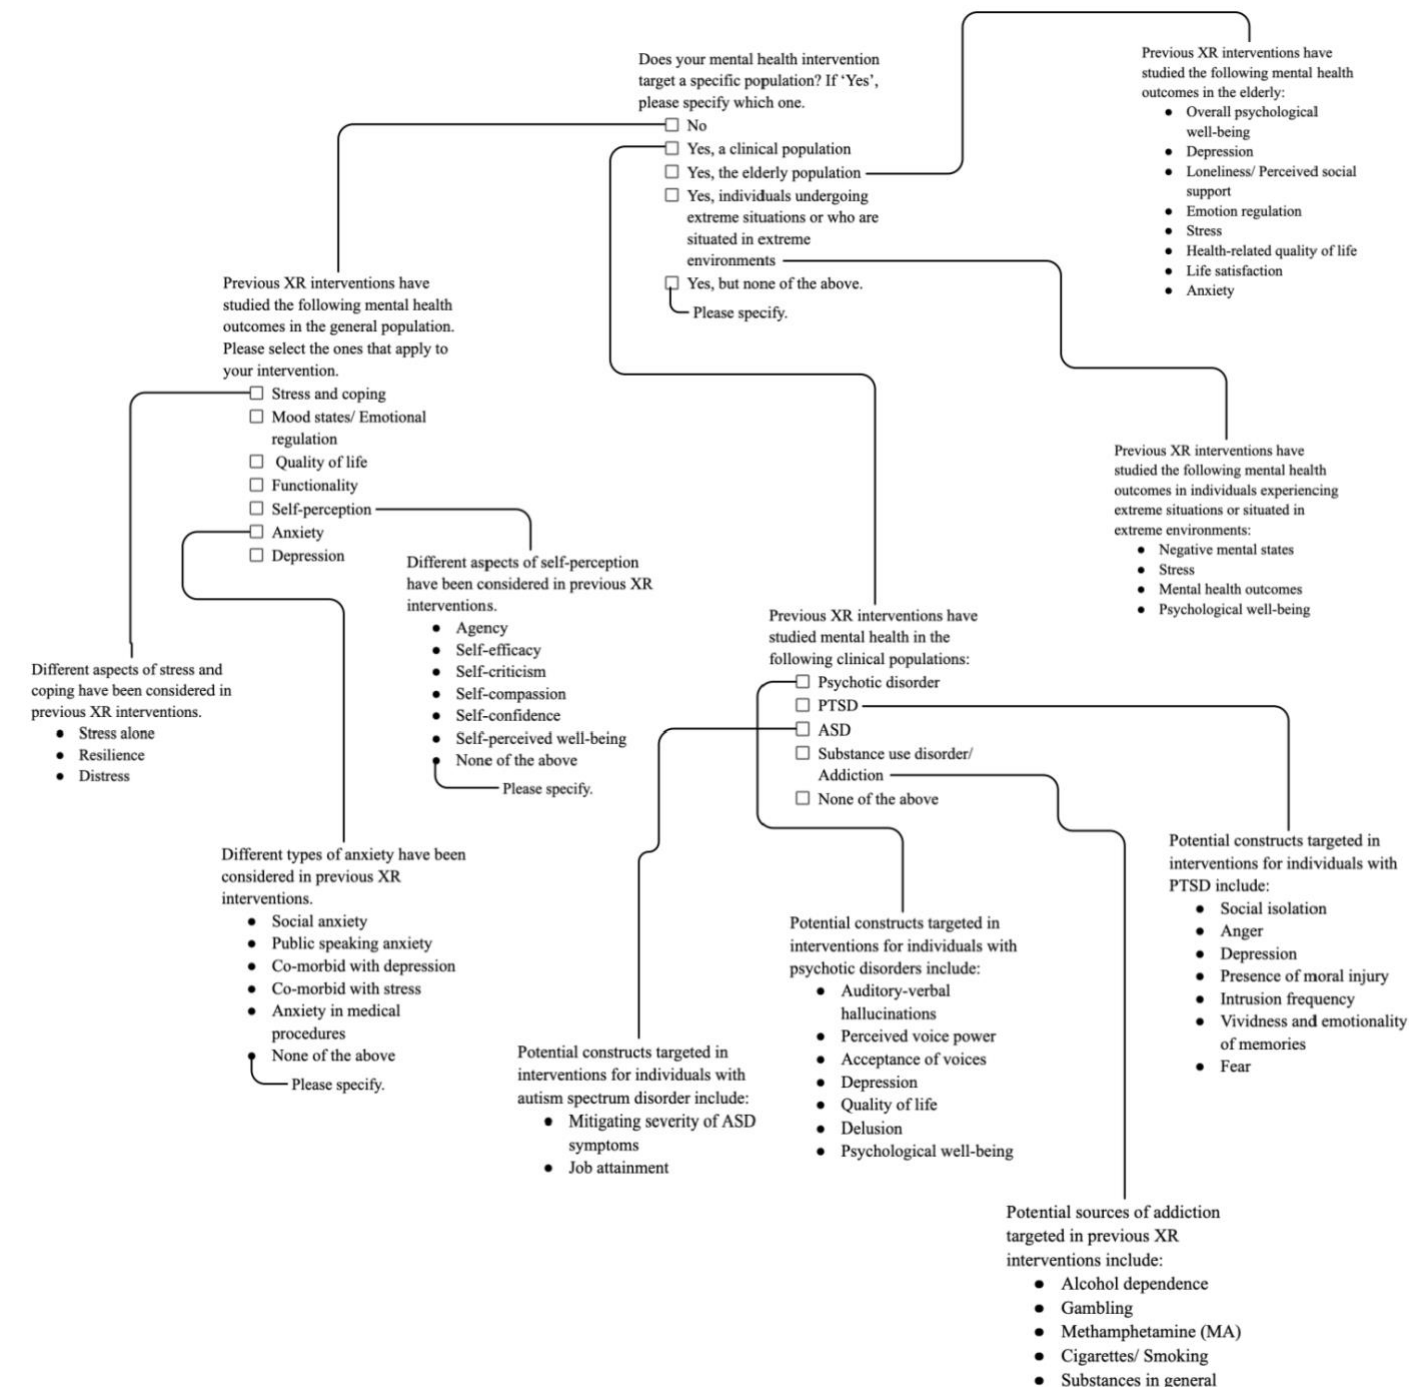 Does your mental health intervention
target a specific population? If ‘Yes’,
please specify which one.
No
Yes, a clinical population
Yes, the elderly population
Yes, individuals undergoing
extreme situations or who are
situated in extreme
environments
Yes, but none of the above.
Please specify.
Previous XR interventions have
studied the following mental health
outcomes in the elderly:
Overall psychological
well-being
Depression
Loneliness/ Perceived social
support
Emotion regulation
Stress
Health-related quality of life
Life satisfaction
Anxiety
Previous XR interventions have
studied the following mental health
outcomes in the general population.
Please select the ones that apply to
your intervention.
Stress and coping
Mood states/ Emotional
regulation
Quality of life
Functionality
Self-perception
Anxiety
Depression
Previous XR interventions have
studied the following mental health
outcomes in individuals experiencing
extreme situations or situated in
extreme environments:
Negative mental states
Stress
Mental health outcomes
Psychological well-being
Different aspects of self-perception
have been considered in previous XR
interventions.
Agency
Self-efficacy
Self-criticism
Self-compassion
Self-confidence
Self-perceived well-being
None of the above
Please specify.
Previous XR interventions have
studied mental health in the
following clinical populations:
Psychotic disorder
PTSD
ASD
Substance use disorder/
Addiction
None of the above
Different aspects of stress and
coping have been considered in
previous XR interventions.
Stress alone
Resilience
Distress
Different types of anxiety have been
considered in previous XR
interventions.
Social anxiety
Public speaking anxiety
Co-morbid with depression
Co-morbid with stress
Anxiety in medical
procedures
None of the above
Please specify.
Potential constructs targeted in
interventions for individuals with
PTSD include:
Social isolation
Anger
Depression
Presence of moral injury
Intrusion frequency
Vividness and emotionality
of memories
Fear
Potential constructs targeted in
interventions for individuals with
psychotic disorders include:
Auditory-verbal
hallucinations
Perceived voice power
Acceptance of voices
Depression
Quality of life
Delusion
Psychological well-being
Potential constructs targeted in
interventions for individuals with
autism spectrum disorder include:
Mitigating severity of ASD
symptoms
Job attainment
Potential sources of addiction
targeted in previous XR
interventions include:
Alcohol dependence
Gambling
Methamphetamine (MA)
Cigarettes/ Smoking
Substances in general